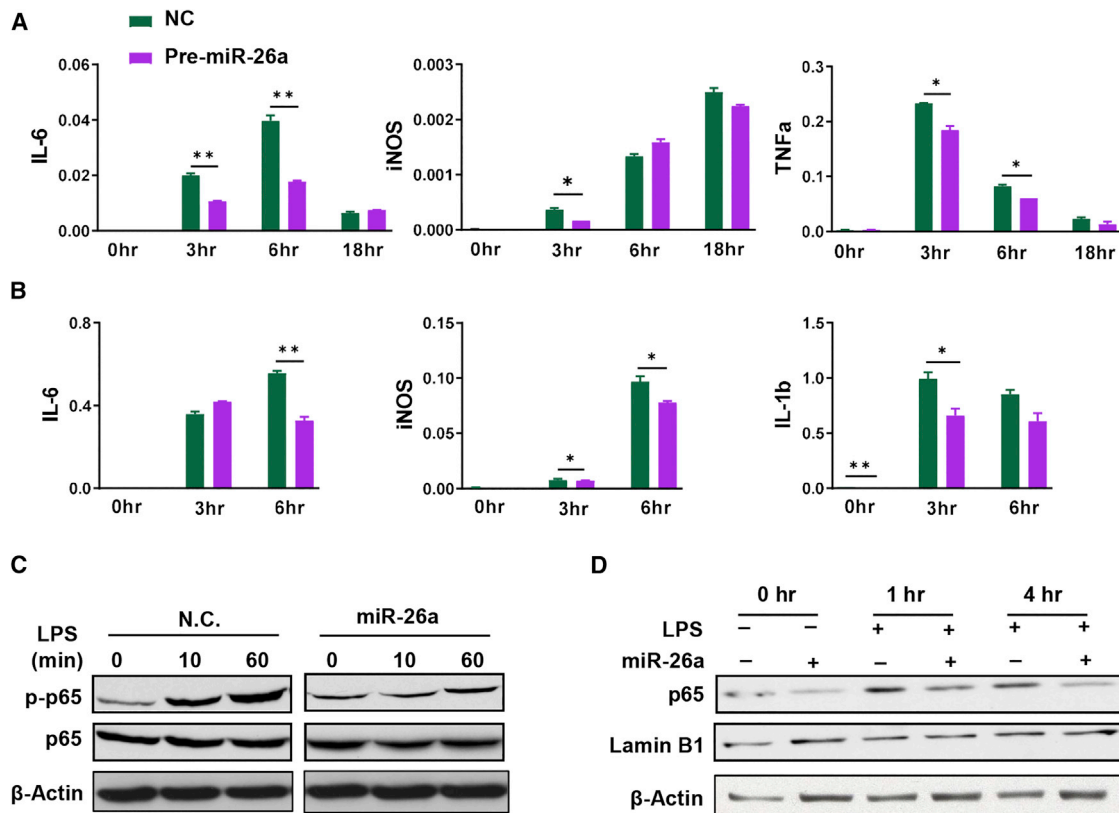 A
NC
Pre-miR-26a
IL-6
0.06
0.04
0.02
0.00
0hr 3hr 6hr 18hr
** **
iNOS
0.003
0.002
0.001
0.000
0hr 3hr 6hr 18hr
*
TNFa
0.3
0.2
0.1
0.0
0hr 3hr 6hr 18hr
* *
B
IL-6
0.8
0.4
0.0
0hr 3hr 6hr
**
iNOS
0.15
0.10
0.05
0.00
0hr 3hr 6hr
* *
IL-1b
1.5
1.0
0.5
0.0
0hr 3hr 6hr
** *
C
N.C. miR-26a
LPS
(min) 0 10 60 0 10 60
p-p65
p65
β-Actin
D
0 hr 1 hr 4 hr
LPS – – + + + +
miR-26a – + – + – +
p65
Lamin B1
β-Actin